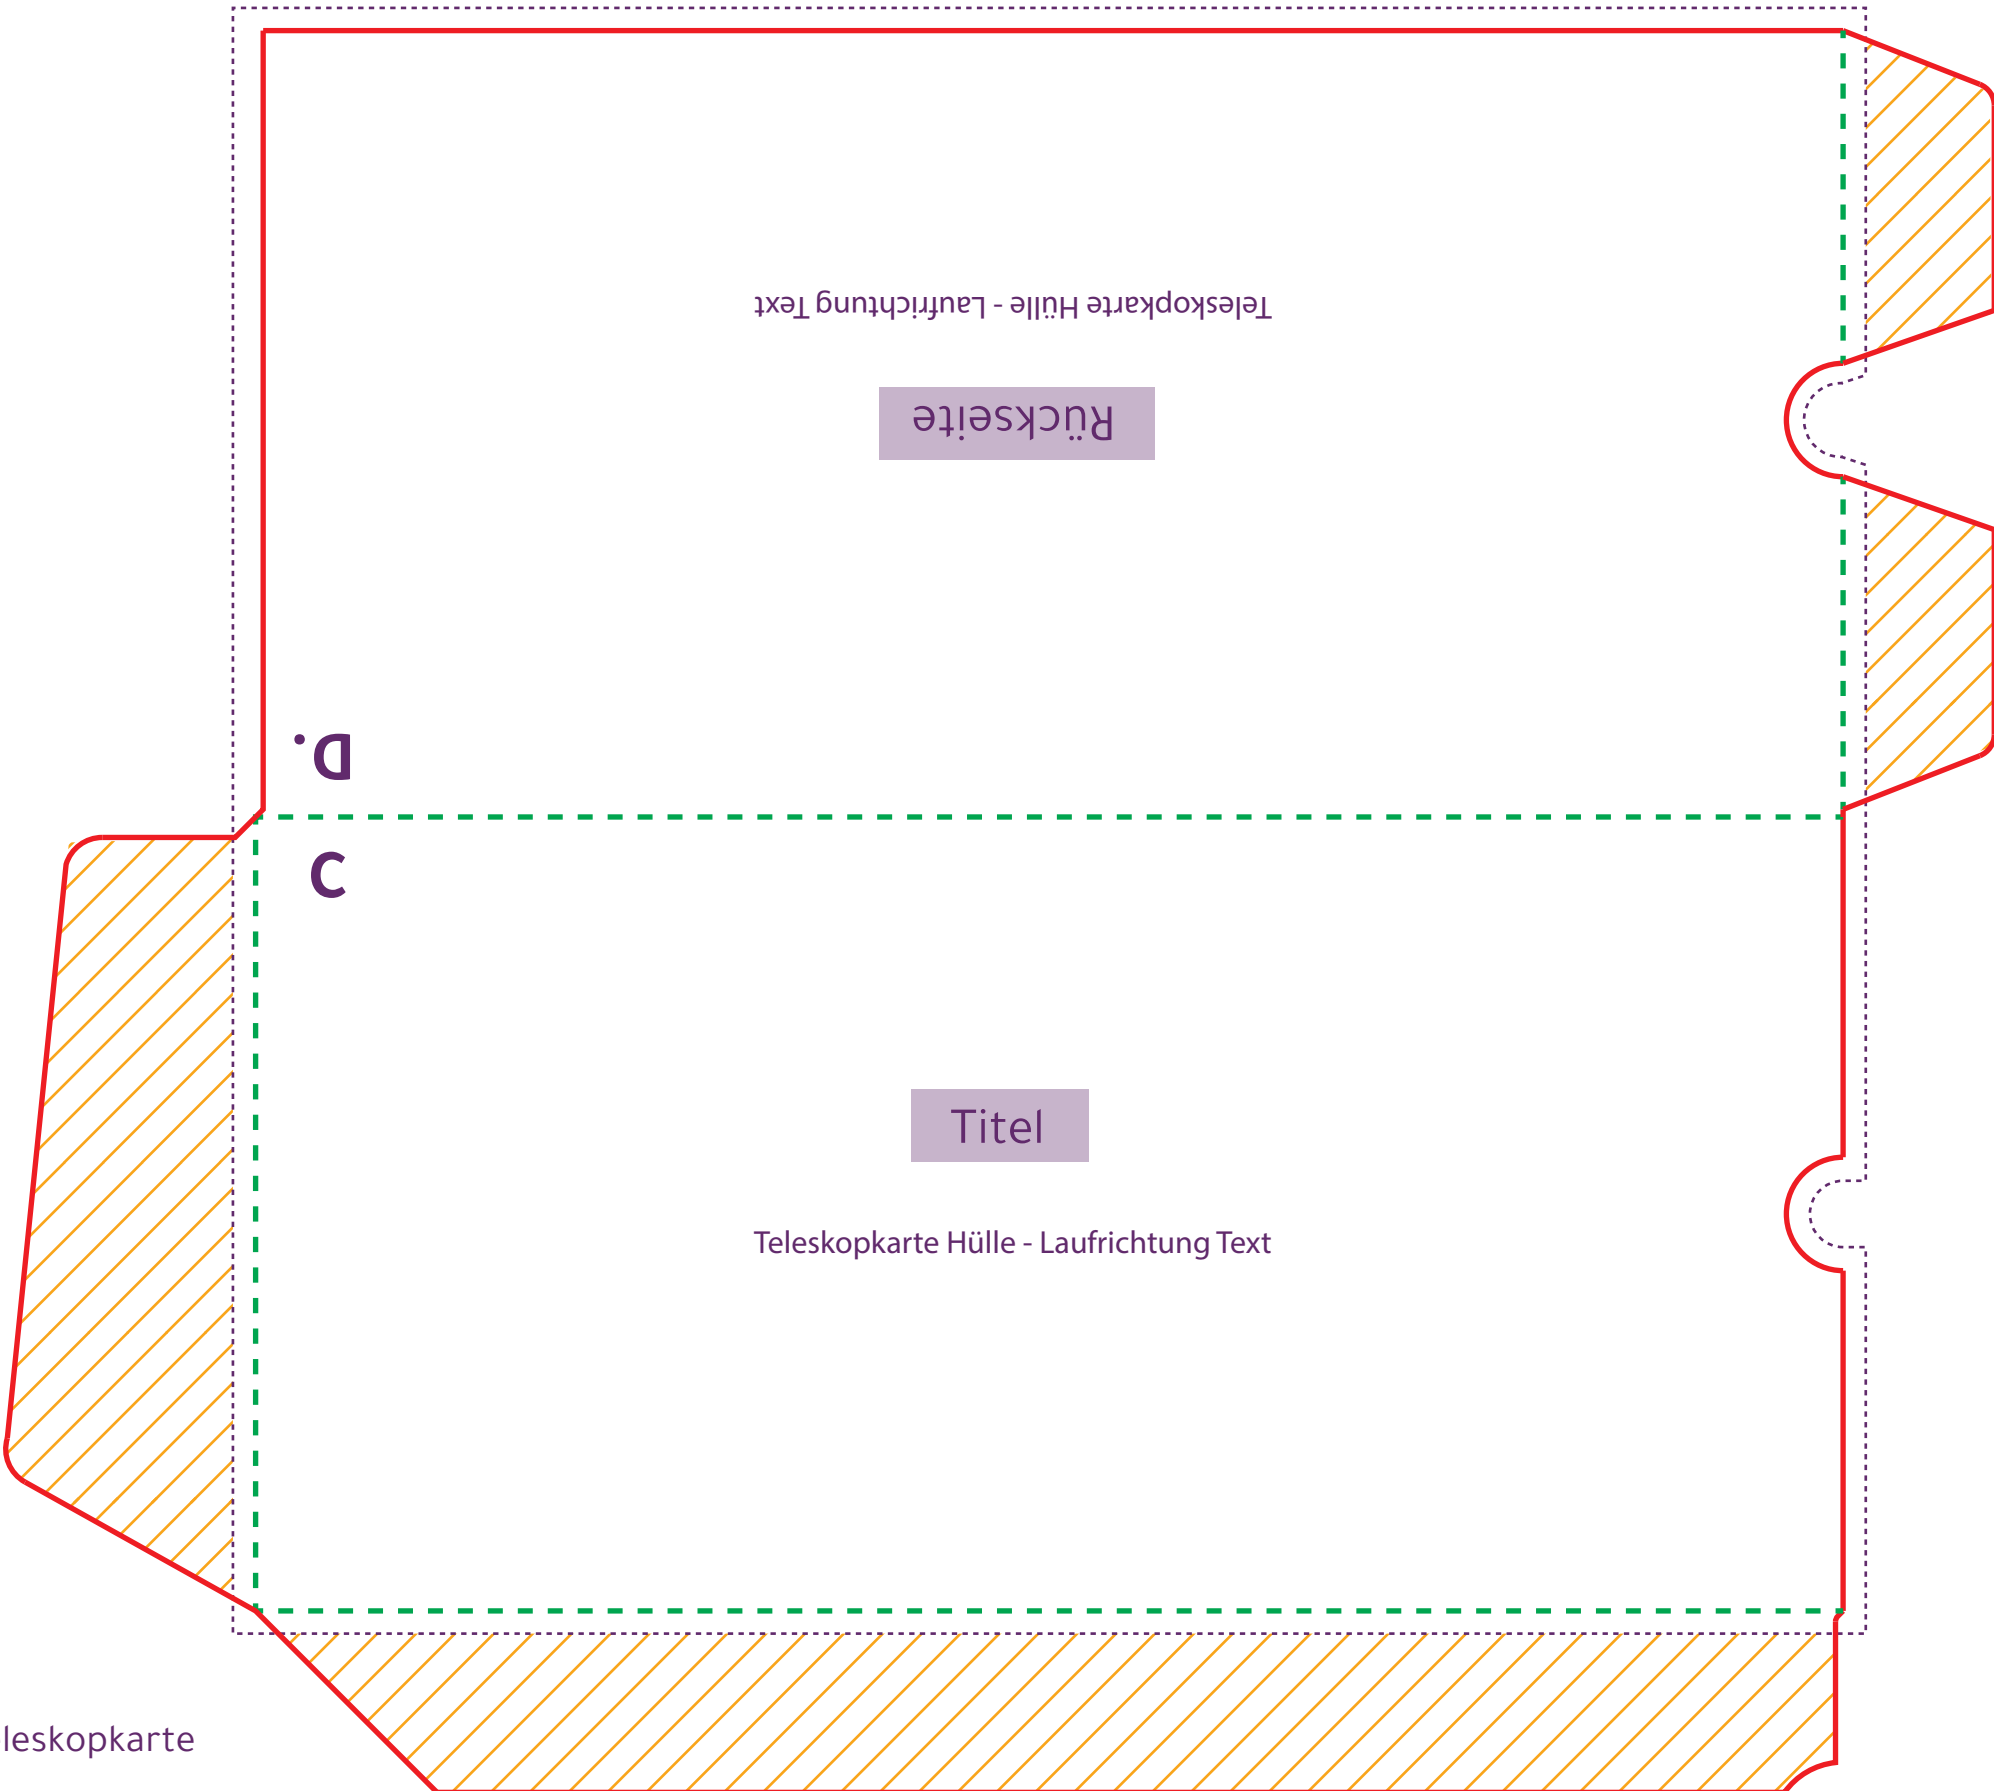 Teleskopkarte Hülle - Laufrichtung Text
Rückseite
D.
C
Titel
Teleskopkarte Hülle - Laufrichtung Text
leskopkarte